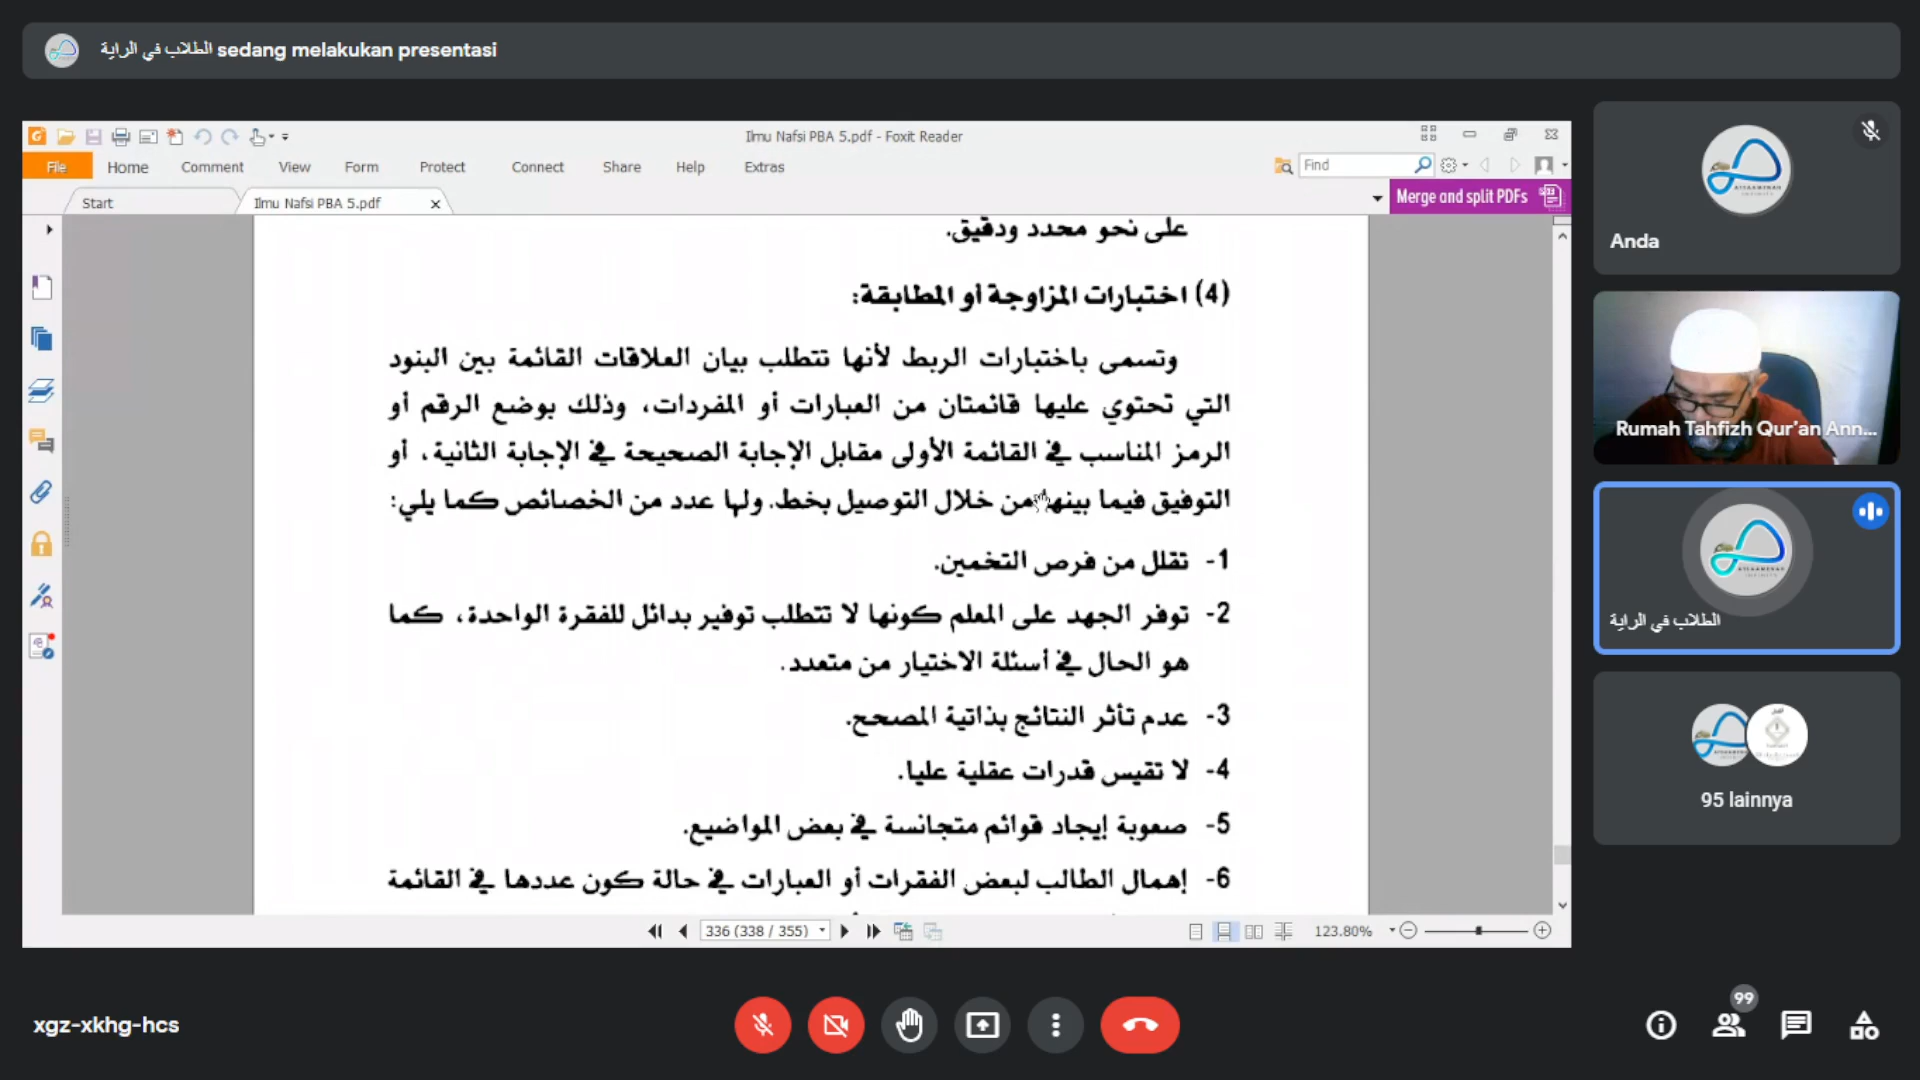 الطلاب في الراية sedang melakukan presentasi
Ilmu Nafsi PBA 5.pdf - Foxit Reader
File Home Comment View Form Protect Connect Share Help Extras
Find
Start
Ilmu Nafsi PBA 5.pdf
Merge and split PDFs
على نحو محدد ودقيق.
(4) اختبارات المزاوجة أو المطابقة:
وتسمى باختبارات الربط لأنها تتطلب بيان العلاقات القائمة بين البنود
التي تحتوي عليها قائمتان من العبارات أو المفردات، وذلك بوضع الرقم أو
الرمز المناسب في القائمة الأولى مقابل الإجابة الصحيحة في الإجابة الثانية، أو
التوفيق فيما بينها من خلال التوصيل بخط. ولها عدد من الخصائص كما يلي:
1- تقلل من فرص التخمين.
2- توفر الجهد على المعلم كونها لا تتطلب توفير بدائل للفقرة الواحدة، كما
هو الحال في أسئلة الاختيار من متعدد.
3- عدم تأثر النتائج بذاتية المصحح.
4- لا تقيس قدرات عقلية عليا.
5- صعوبة إيجاد قوائم متجانسة في بعض المواضيع.
6- إهمال الطالب لبعض الفقرات أو العبارات في حالة كون عددها في القائمة
336 (338 / 355)
123.80%
Anda
Rumah Tahfizh Qur'an Ann...
الطلاب في الراية
95 lainnya
xgz-xkhg-hcs
99